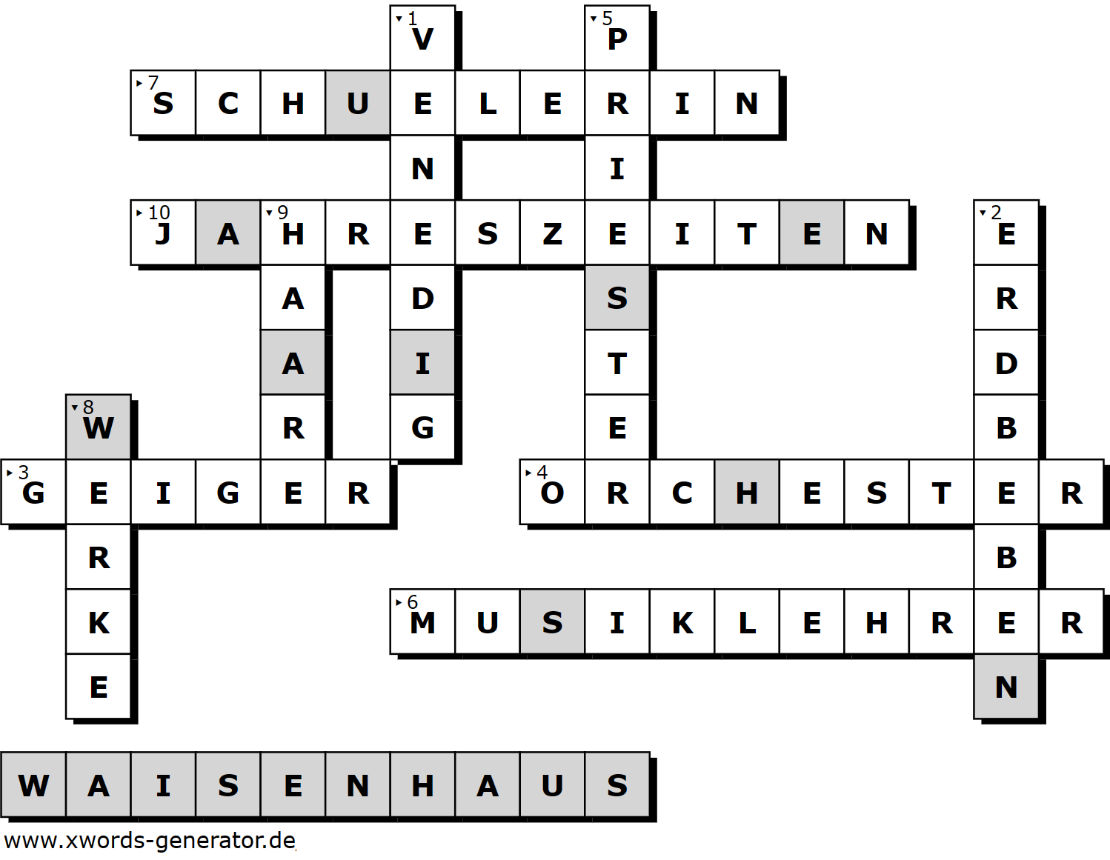 1 V 5 P
7 S C H U E L E R I N
N I
10 J A 9 H R E S Z E I T E N 2 E
A D S R
A I T D
8 W R G E B
3 G E I G E R 4 O R C H E S T E R
R B
K 6 M U S I K L E H R E R
E N
W A I S E N H A U S
www.xwords-generator.de